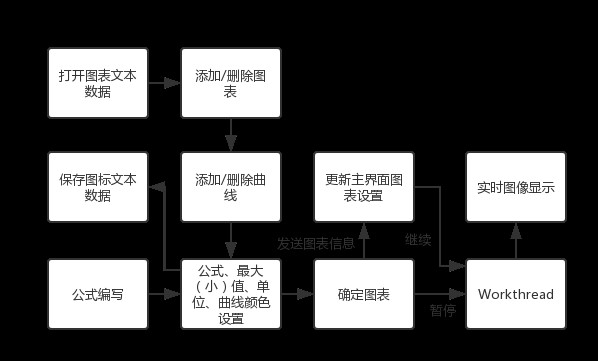 打开图表文本
数据
添加/删除图
表
保存图标文本
数据
添加/删除曲
线
更新主界面图
表设置
实时图像显示
发送图表信息
继续
公式编写
公式、最大
（小）值、单
位、曲线颜色
设置
确定图表
暂停
Workthread